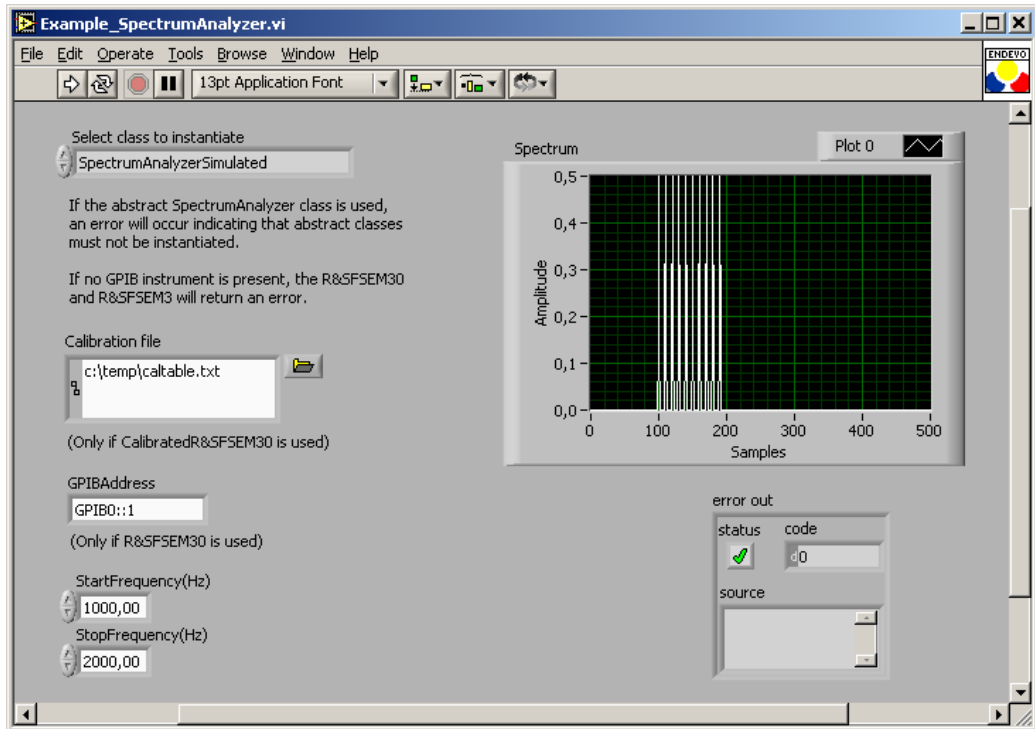 Example_SpectrumAnalyzer.vi
File Edit Operate Tools Browse Window Help
ENDEVO
13pt Application Font
Select class to instantiate
SpectrumAnalyzerSimulated
If the abstract SpectrumAnalyzer class is used,
an error will occur indicating that abstract classes
must not be instantiated.
If no GPIB instrument is present, the R&SFSEM30
and R&SFSEM3 will return an error.
Calibration file
c:\temp\caltable.txt
(Only if CalibratedR&SFSEM30 is used)
GPIBAddress
GPIB0::1
(Only if R&SFSEM30 is used)
StartFrequency(Hz)
1000,00
StopFrequency(Hz)
2000,00
Spectrum
Plot 0
Amplitude
0,5
0,4
0,3
0,2
0,1
0,0
0 100 200 300 400 500
Samples
error out
status code
d0
source